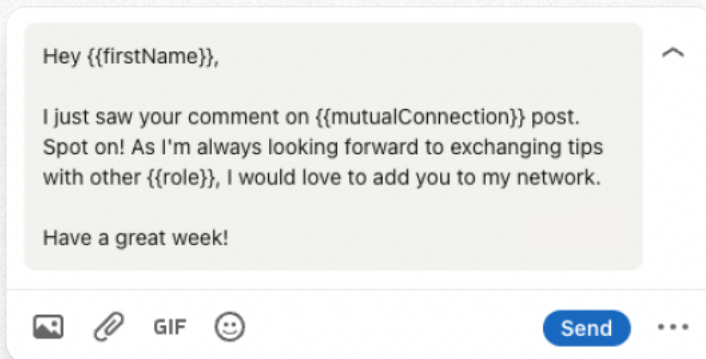 Hey {{firstName}},
I just saw your comment on {{mutualConnection}} post.
Spot on! As I'm always looking forward to exchanging tips
with other {{role}}, I would love to add you to my network.
Have a great week!
GIF
Send